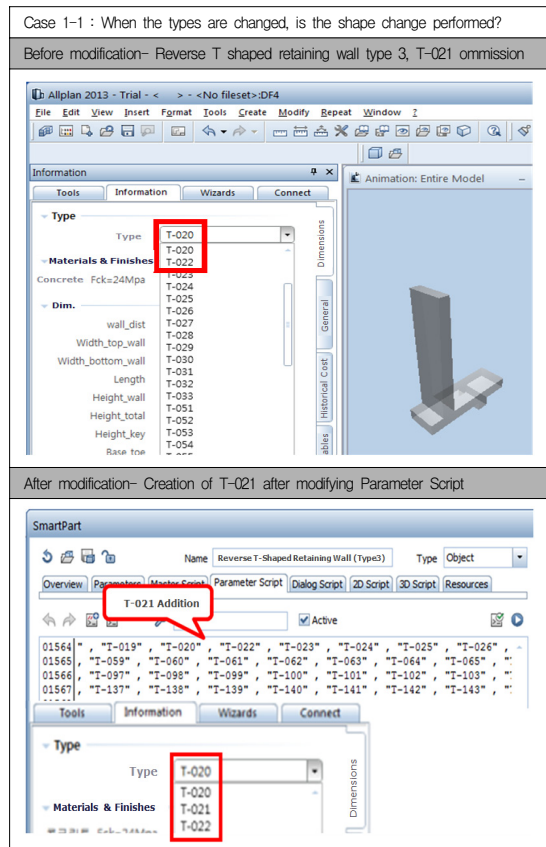 Case 1-1 : When the types are changed, is the shape change performed?
Before modification- Reverse T shaped retaining wall type 3, T-021 ommission
Allplan 2013 - Trial - < > - <No fileset>:DF4
File Edit View Insert Format Tools Create Modify Repeat Window ?
Information
Animation: Entire Model
Tools Information Wizards Connect
Type
Type T-020
T-020
Materials & Finishes T-022
Concrete Fck=24Mpa T-023
T-024
Dim. T-025
T-026
wall_dist T-027
T-028
Width_top_wall T-029
Width_bottom_wall T-030
T-031
Length T-032
Height_wall T-033
T-051
Height_total T-052
Height_key T-053
T-054
Base_toe
Dimensions
General
Historical Cost
After modification- Creation of T-021 after modifying Parameter Script
SmartPart
Name Reverse T-Shaped Retaining Wall (Type3) Type Object
Overview Parameters Master Script Parameter Script Dialog Script 2D Script 3D Script Resources
T-021 Addition
Active
01564 " , "T-019" , "T-020" , "T-022" , "T-023" , "T-024" , "T-025" , "T-026" ,
01565 , "T-059" , "T-060" , "T-061" , "T-062" , "T-063" , "T-064" , "T-065" , "
01566 , "T-097" , "T-098" , "T-099" , "T-100" , "T-101" , "T-102" , "T-103" , "
01567 , "T-137" , "T-138" , "T-139" , "T-140" , "T-141" , "T-142" , "T-143" , "
Tools Information Wizards Connect
Type
Type T-020
T-020
Materials & Finishes T-021
T-022
Dimensions